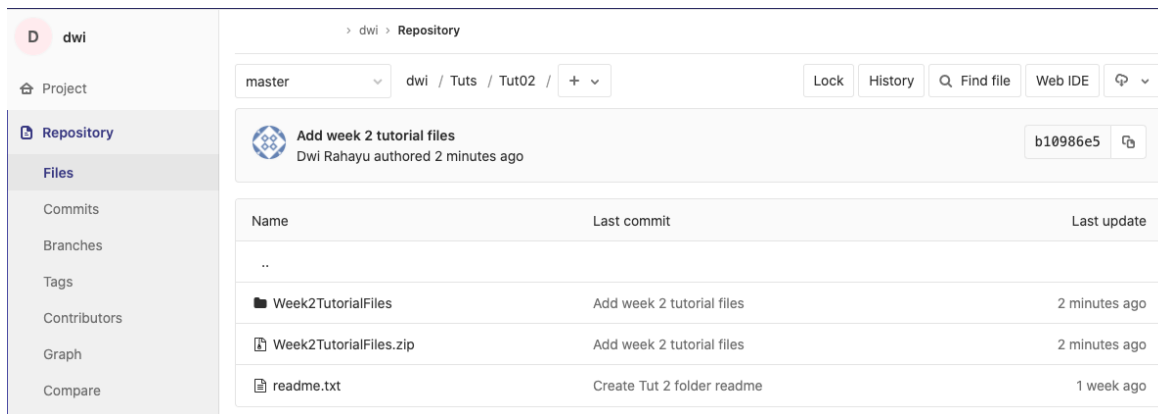 D dwi
› dwi › Repository
Project
master dwi / Tuts / Tut02 / +
Lock History Find file Web IDE
Repository
Add week 2 tutorial files
Dwi Rahayu authored 2 minutes ago
b10986e5
Files
Commits
Branches
Tags
Contributors
Graph
Compare
Name Last commit Last update
..
Week2TutorialFiles Add week 2 tutorial files 2 minutes ago
Week2TutorialFiles.zip Add week 2 tutorial files 2 minutes ago
readme.txt Create Tut 2 folder readme 1 week ago